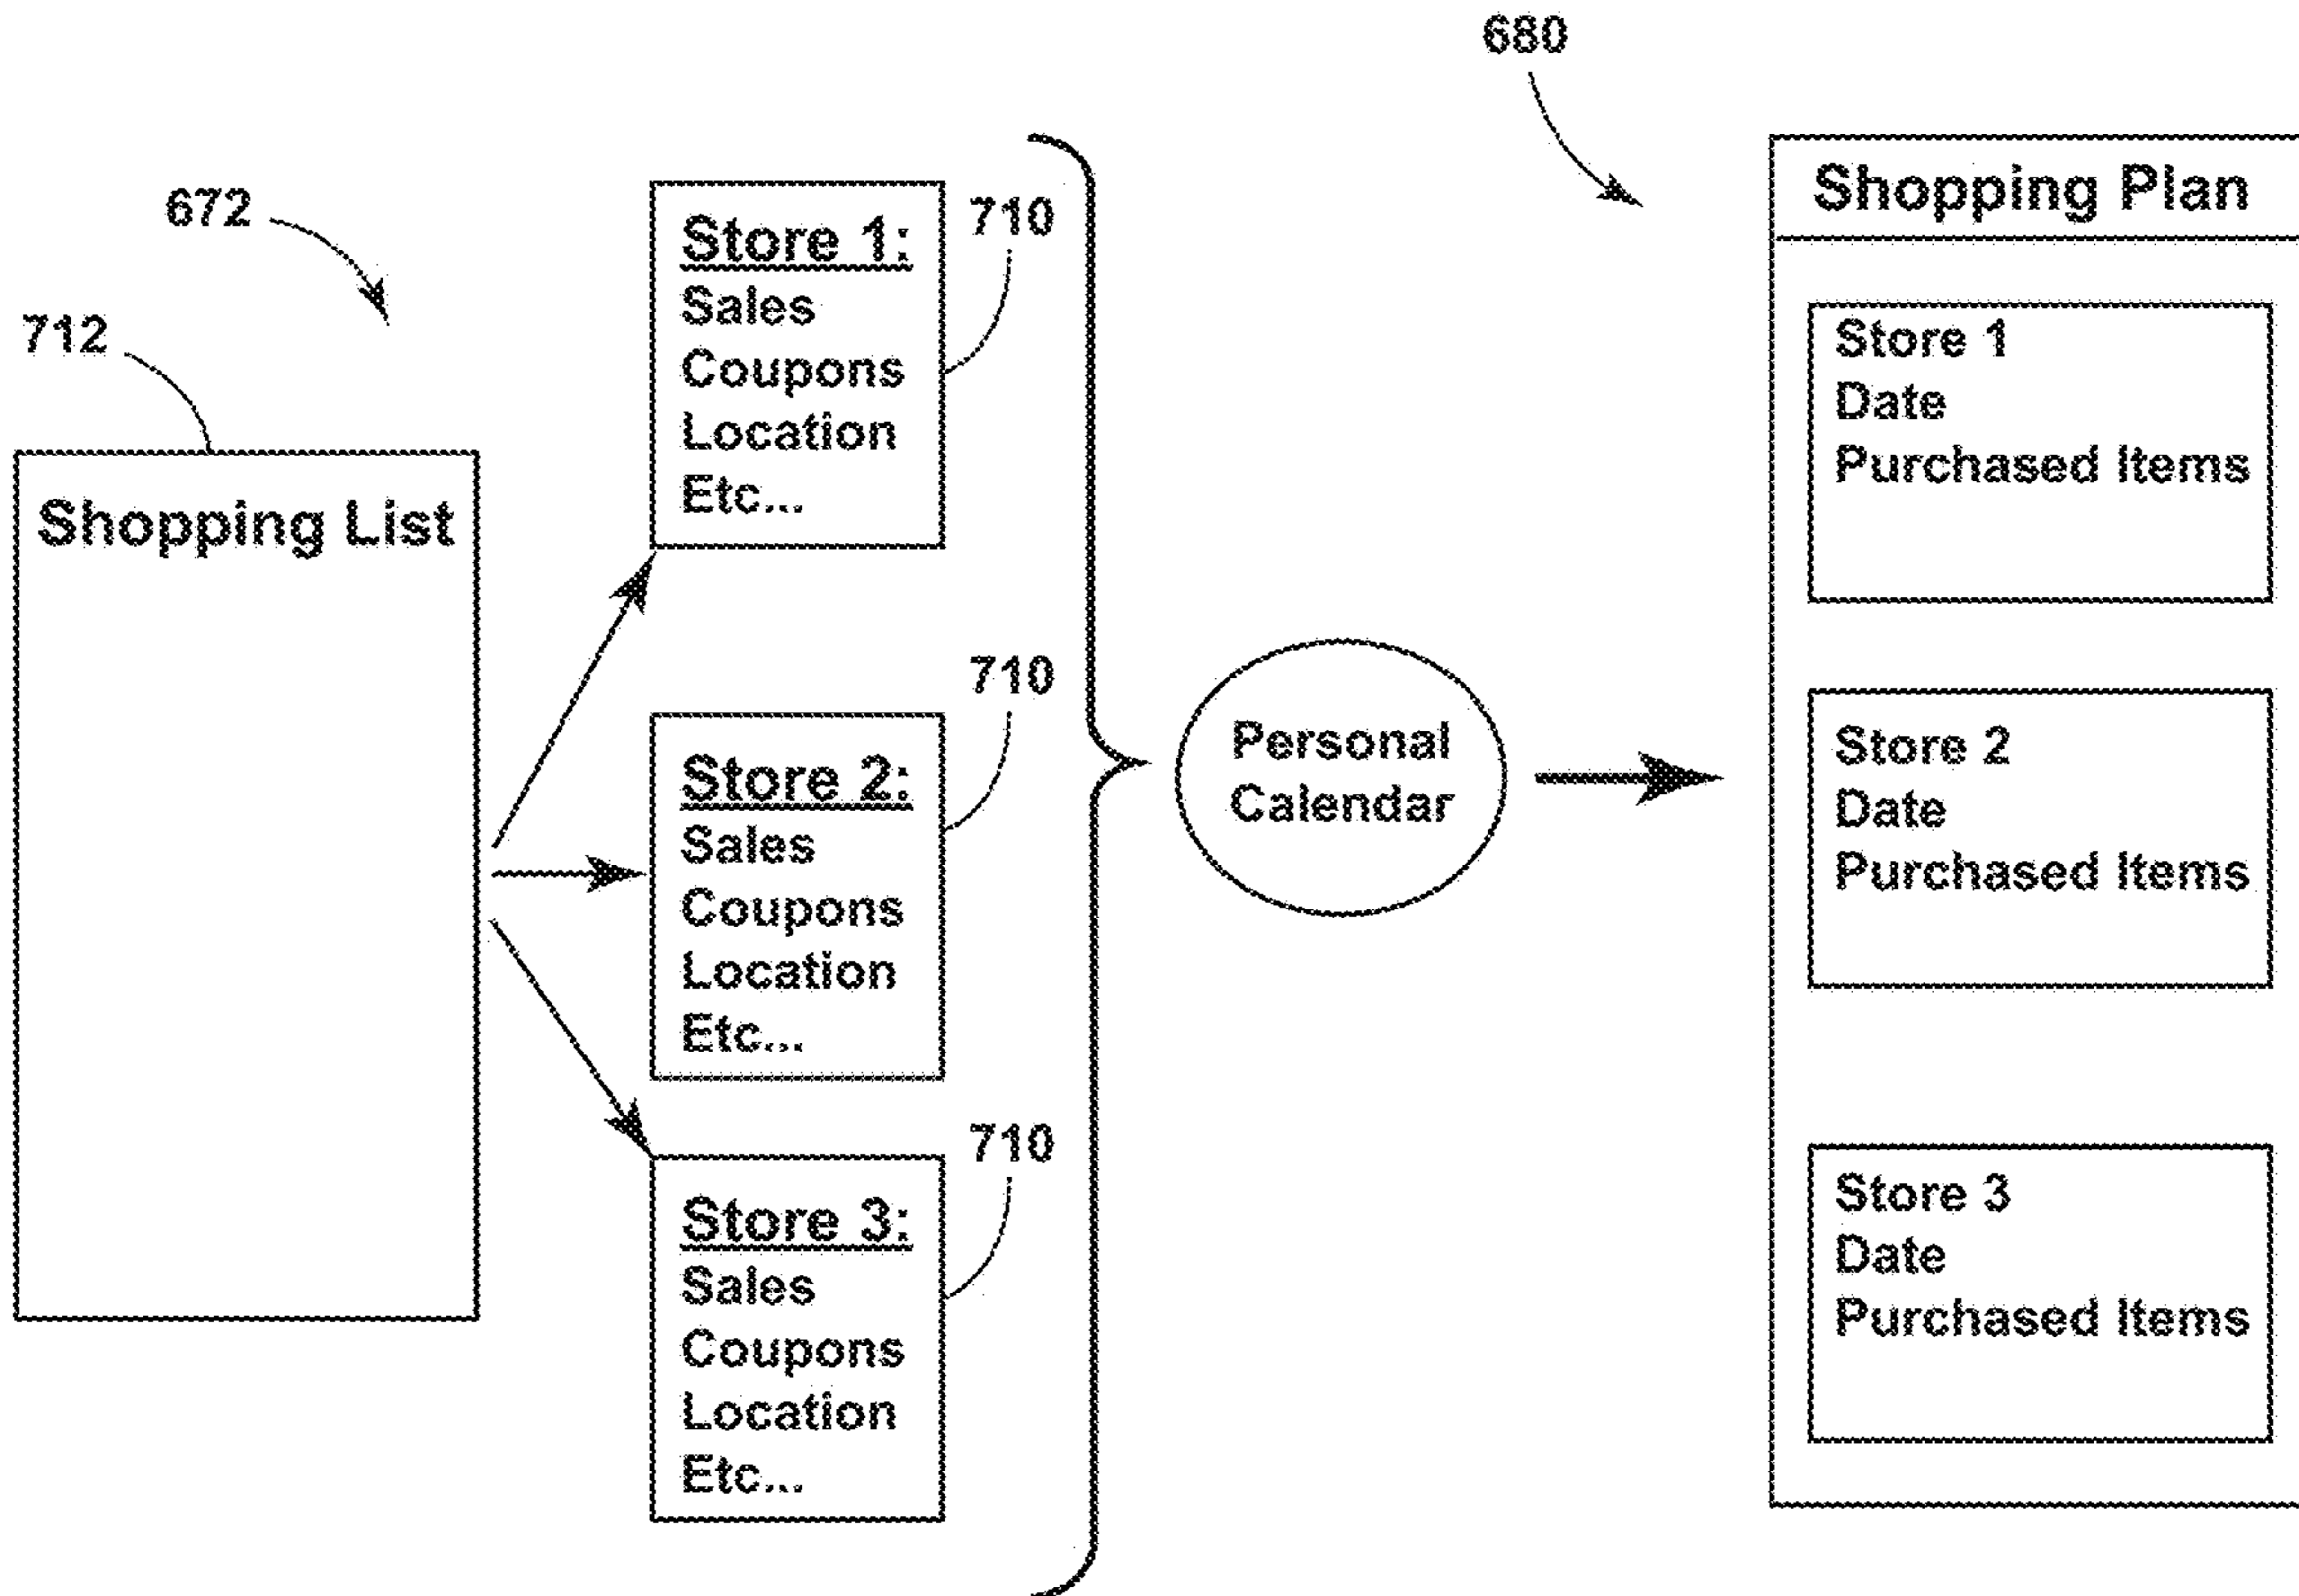 680
672
712
Shopping List
710
Store 1:
Sales
Coupons
Location
Etc...
710
Store 2:
Sales
Coupons
Location
Etc...
710
Store 3:
Sales
Coupons
Location
Etc...
Personal
Calendar
Shopping Plan
Store 1
Date
Purchased Items
Store 2
Date
Purchased Items
Store 3
Date
Purchased Items